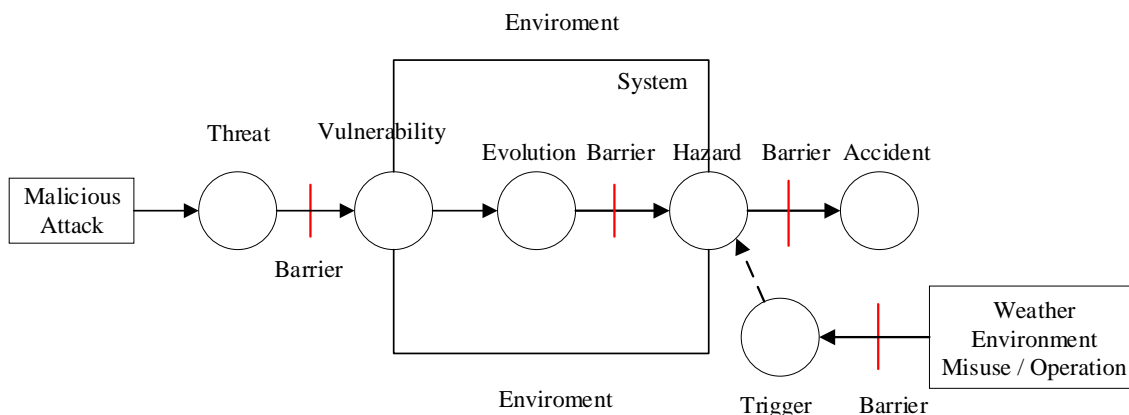 Enviroment
System
Threat
Vulnerability
Evolution
Barrier
Hazard
Barrier
Accident
Malicious
Attack
Barrier
Weather
Environment
Misuse / Operation
Enviroment
Trigger
Barrier